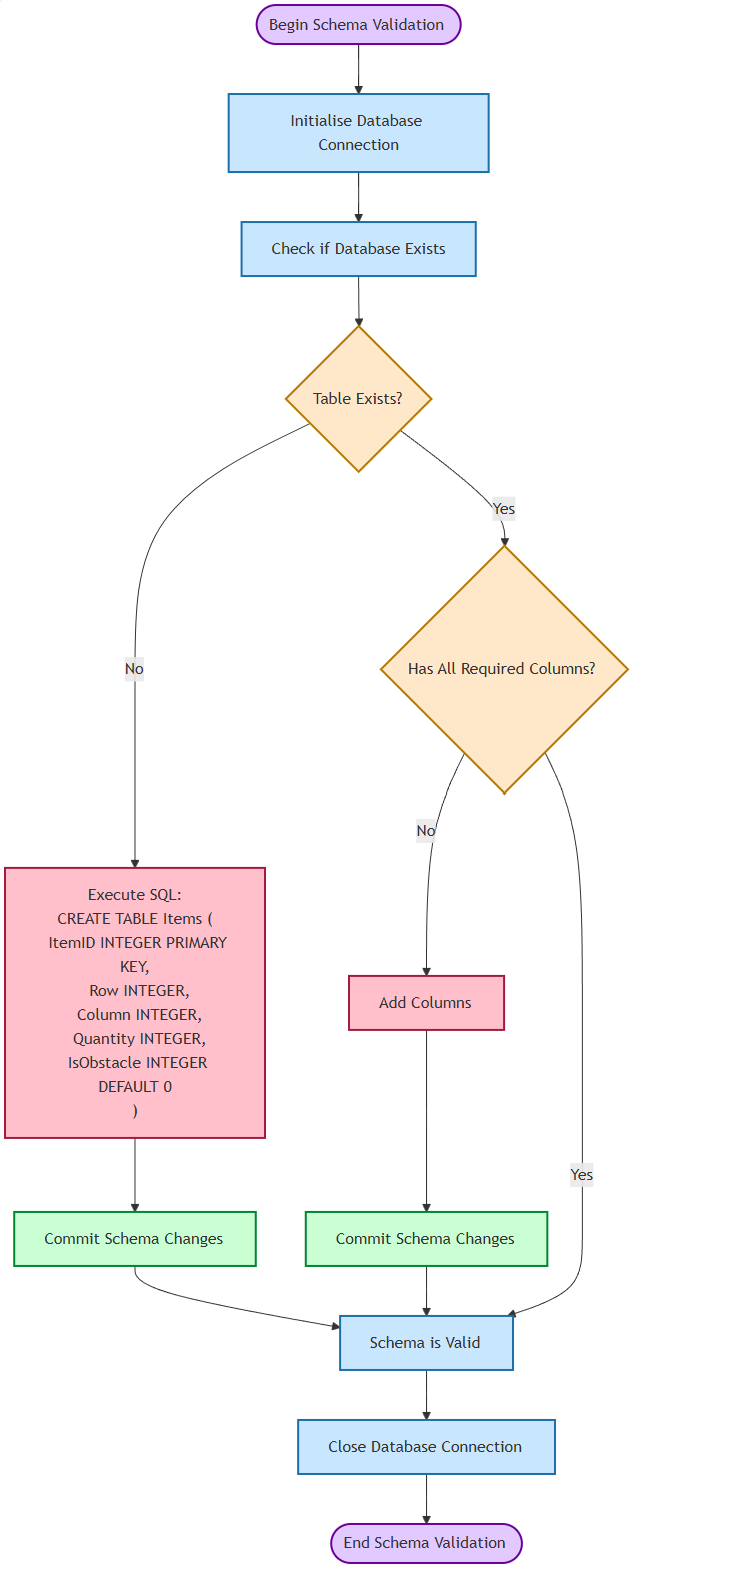 Begin Schema Validation
Initialise Database
Connection
Check if Database Exists
Table Exists?
Yes
Has All Required Columns?
No
No
Execute SQL:
CREATE TABLE Items (
ItemID INTEGER PRIMARY
KEY,
Row INTEGER,
Column INTEGER,
Quantity INTEGER,
IsObstacle INTEGER
DEFAULT 0
)
Add Columns
Yes
Commit Schema Changes
Commit Schema Changes
Schema is Valid
Close Database Connection
End Schema Validation